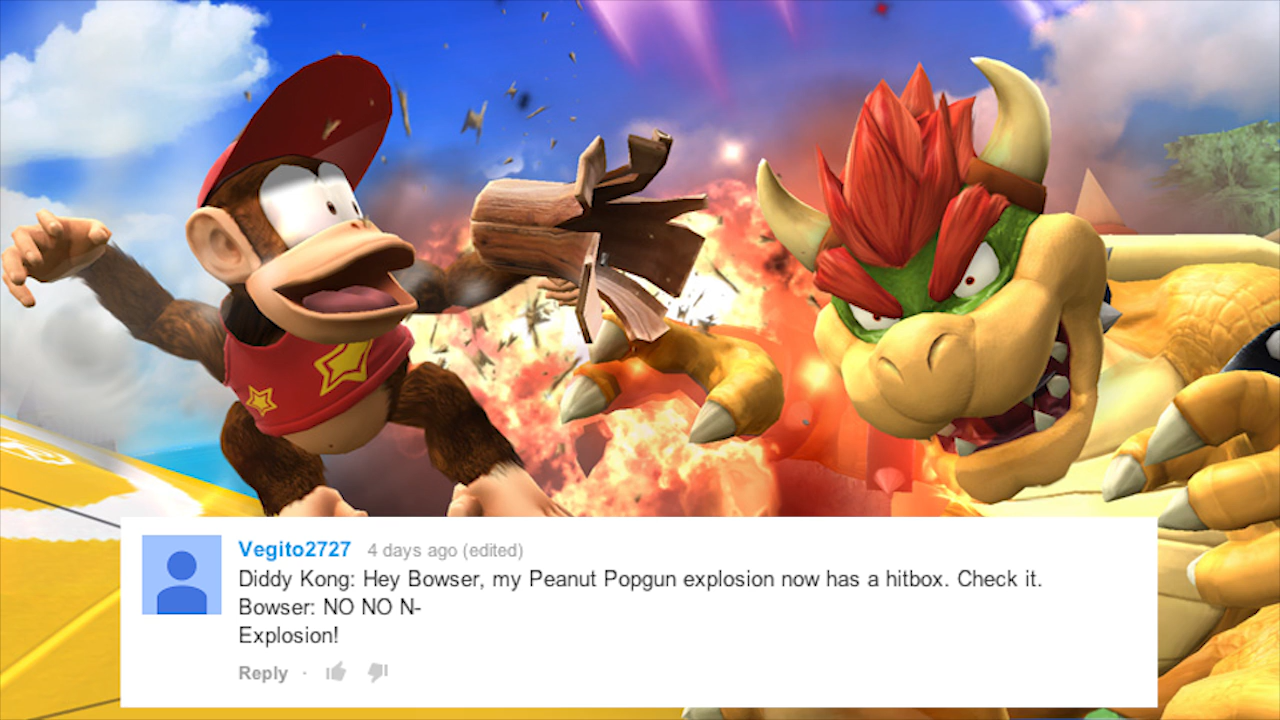 Vegito2727 4 days ago (edited)
Diddy Kong: Hey Bowser, my Peanut Popgun explosion now has a hitbox. Check it.
Bowser: NO NO N-
Explosion!
Reply ·